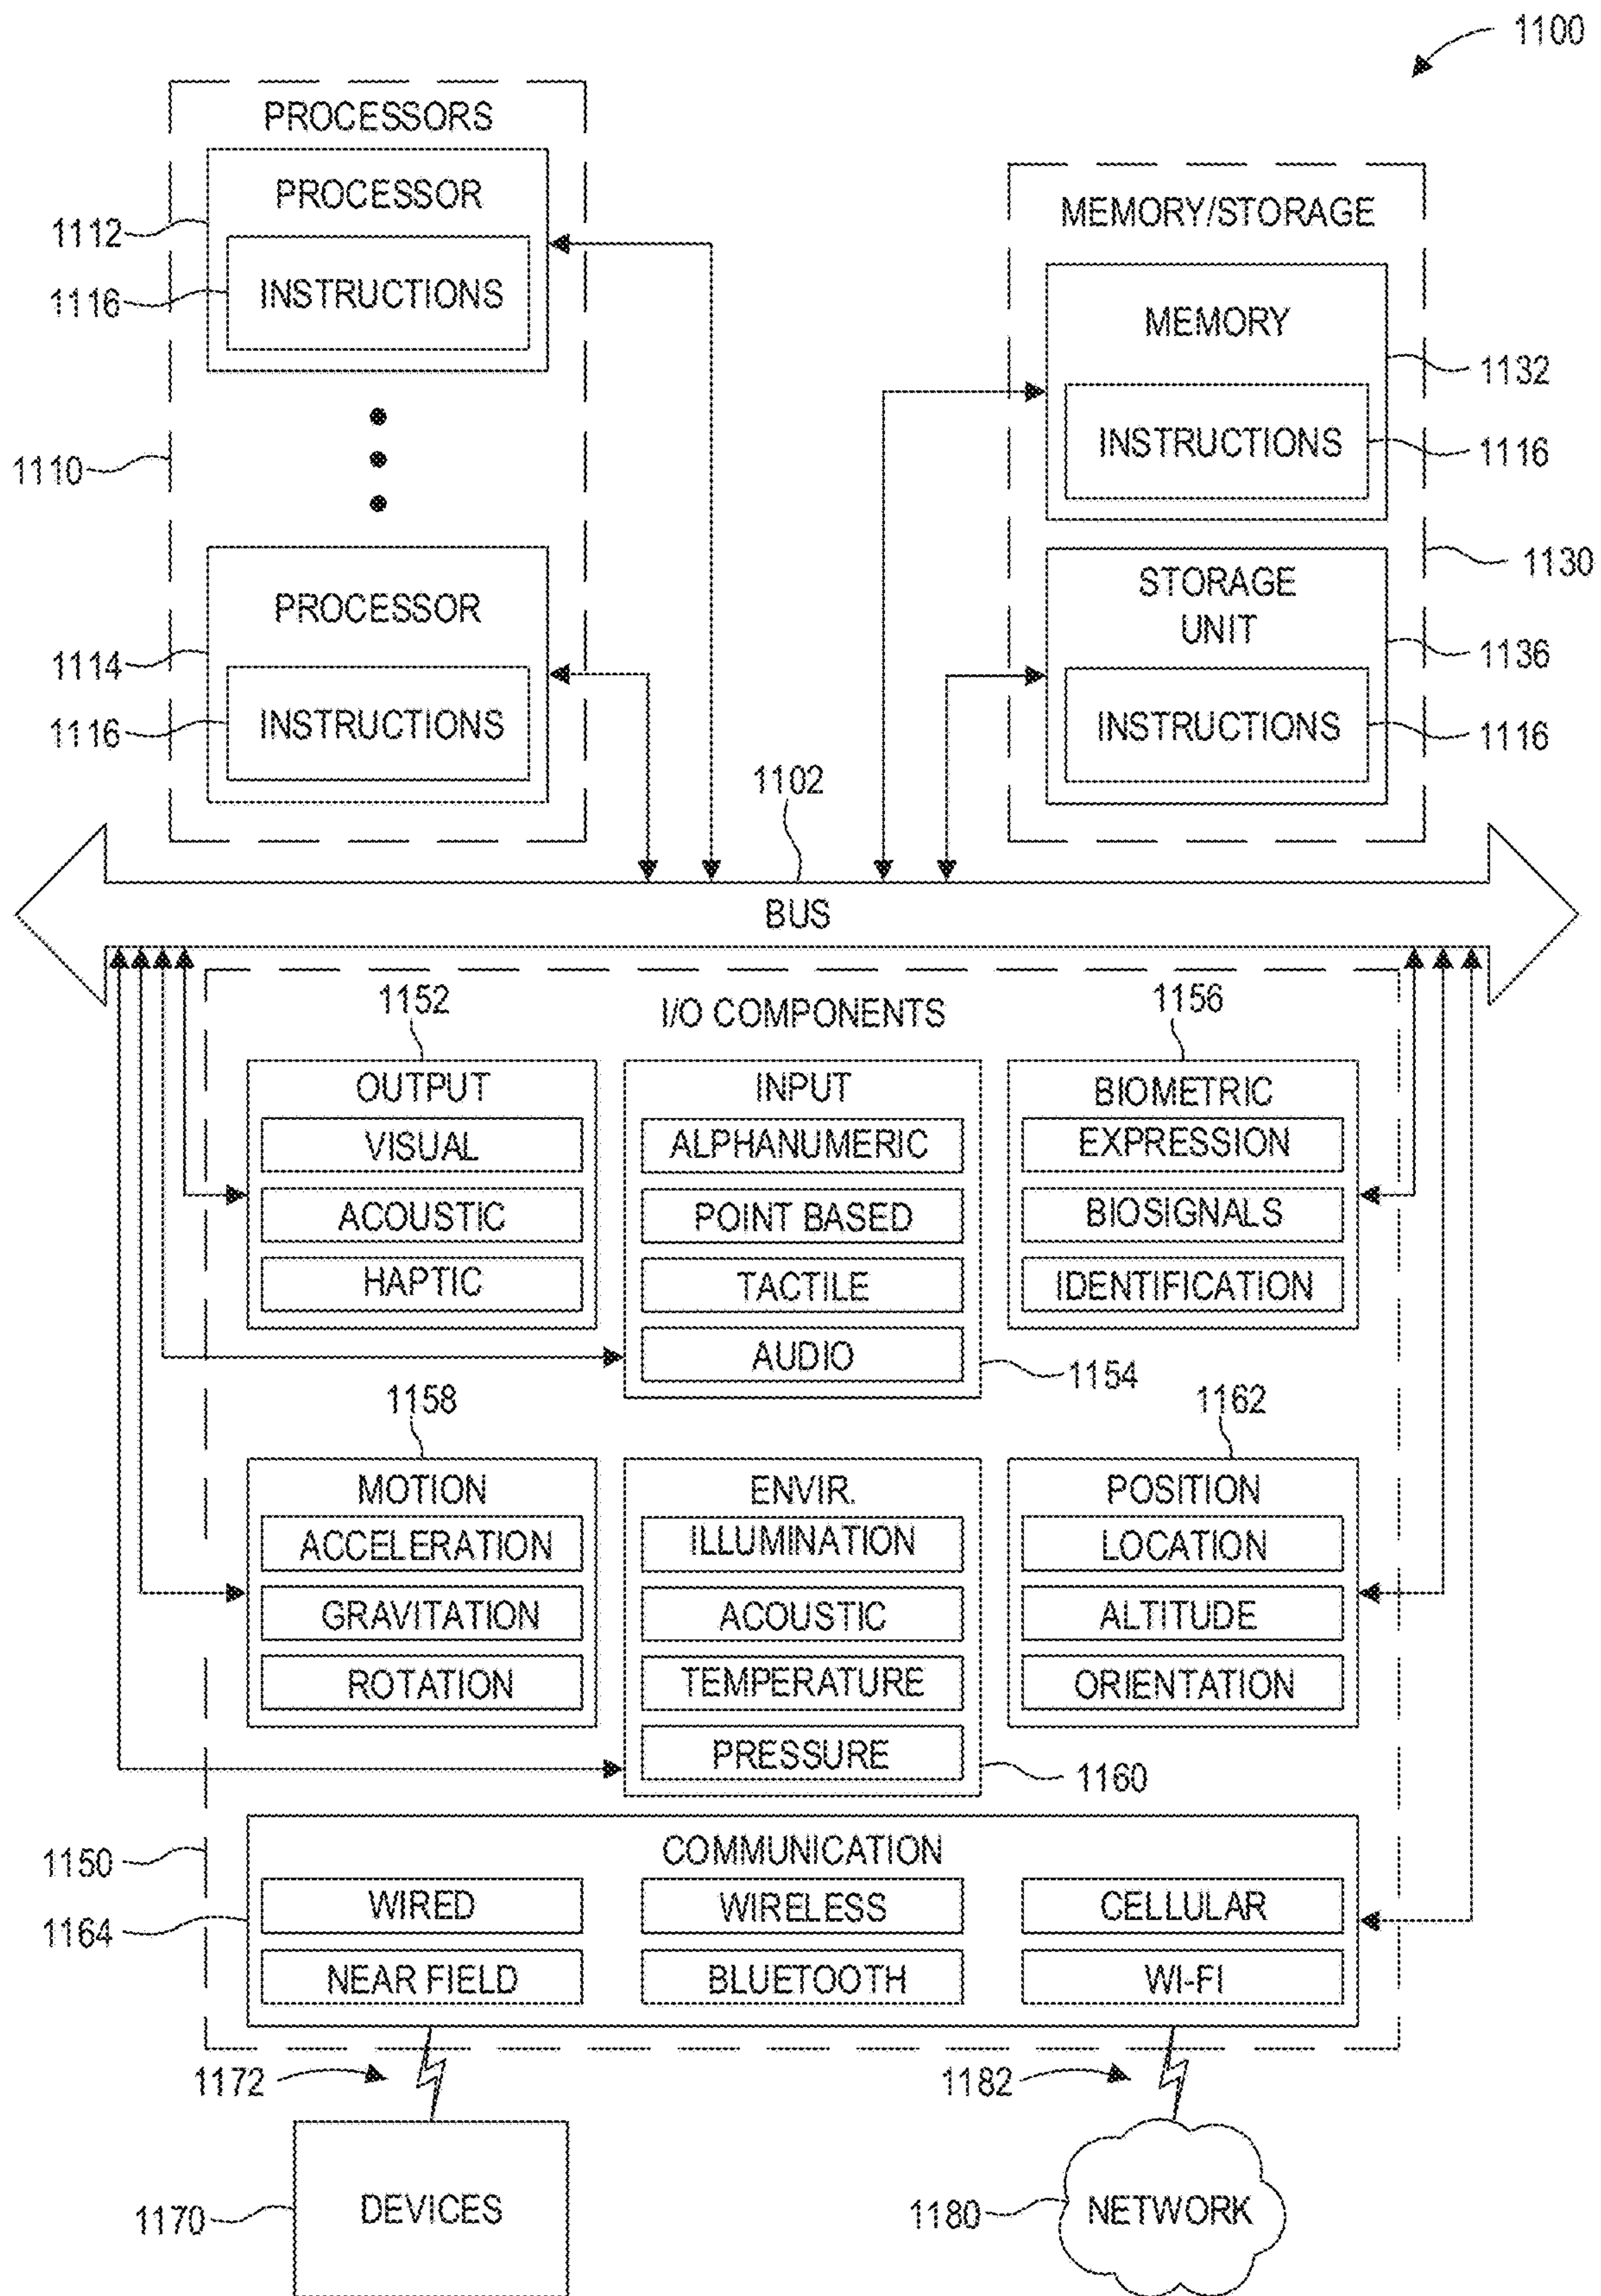 1100
PROCESSORS
PROCESSOR
1112
INSTRUCTIONS
1116
1110
PROCESSOR
1114
INSTRUCTIONS
1116
MEMORY/STORAGE
MEMORY
1132
INSTRUCTIONS
1116
1130
STORAGE
UNIT
1136
INSTRUCTIONS
1116
1102
BUS
I/O COMPONENTS
1152
OUTPUT
VISUAL
ACOUSTIC
HAPTIC
INPUT
ALPHANUMERIC
POINT BASED
TACTILE
AUDIO
1154
1156
BIOMETRIC
EXPRESSION
BIOSIGNALS
IDENTIFICATION
1158
MOTION
ACCELERATION
GRAVITATION
ROTATION
ENVIR.
ILLUMINATION
ACOUSTIC
TEMPERATURE
PRESSURE
1160
1162
POSITION
LOCATION
ALTITUDE
ORIENTATION
1150
1164
COMMUNICATION
WIRED
WIRELESS
CELLULAR
NEAR FIELD
BLUETOOTH
WI-FI
1172
1182
1170
DEVICES
1180
NETWORK